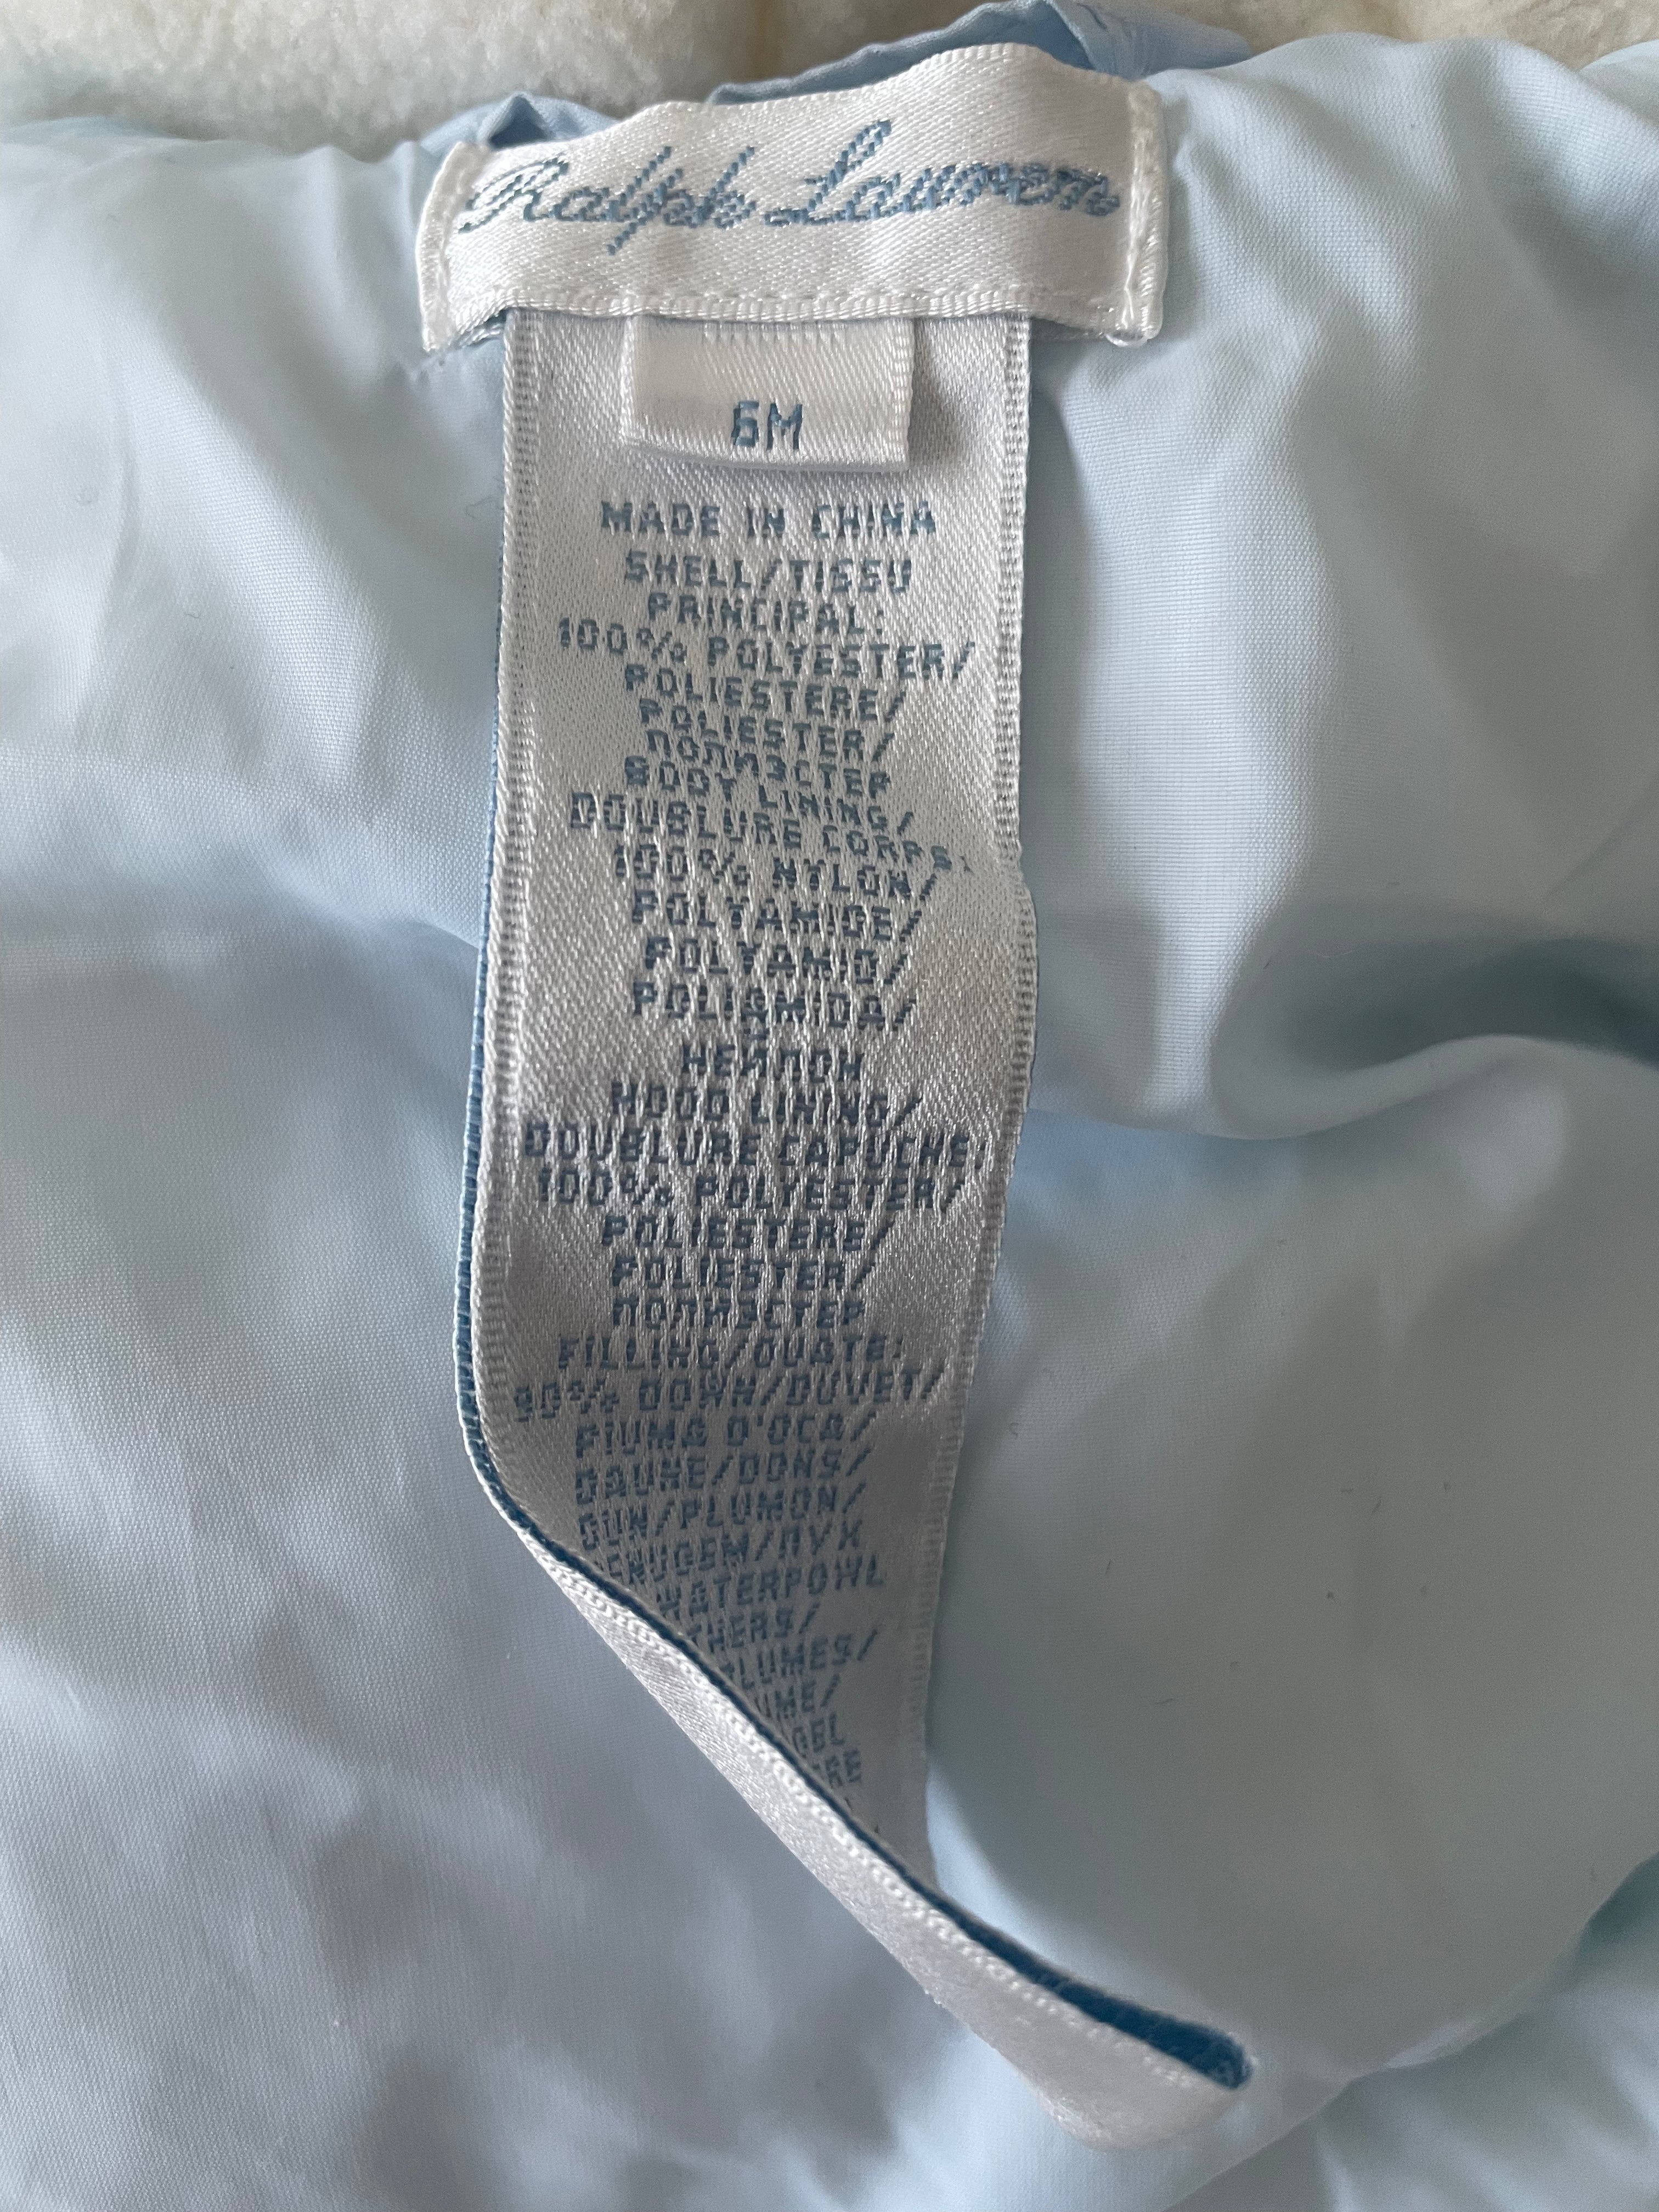 Ralph Lauren
6M
MADE IN CHINA
SHELL/TISSU
PRINCIPAL:
100% POLYESTER/
POLIESTERE/
POLIESTER/
ПОЛИЭСТЕР
BODY LINING/
DOUBLURE CORPS:
100% NYLON/
POLYAMIDE/
POLYAMID/
POLIAMIDA/
НЕЙЛОН
HOOD LINING/
DOUBLURE CAPUCHE:
100% POLYESTER/
POLIESTERE/
POLIESTER/
ПОЛИЭСТЕР
FILLING/OUATE:
90% DOWN/DUVET/
PIUMA D'OCA/
DAUNE/DONS/
DUN/PLUMON/
WATERFOWL